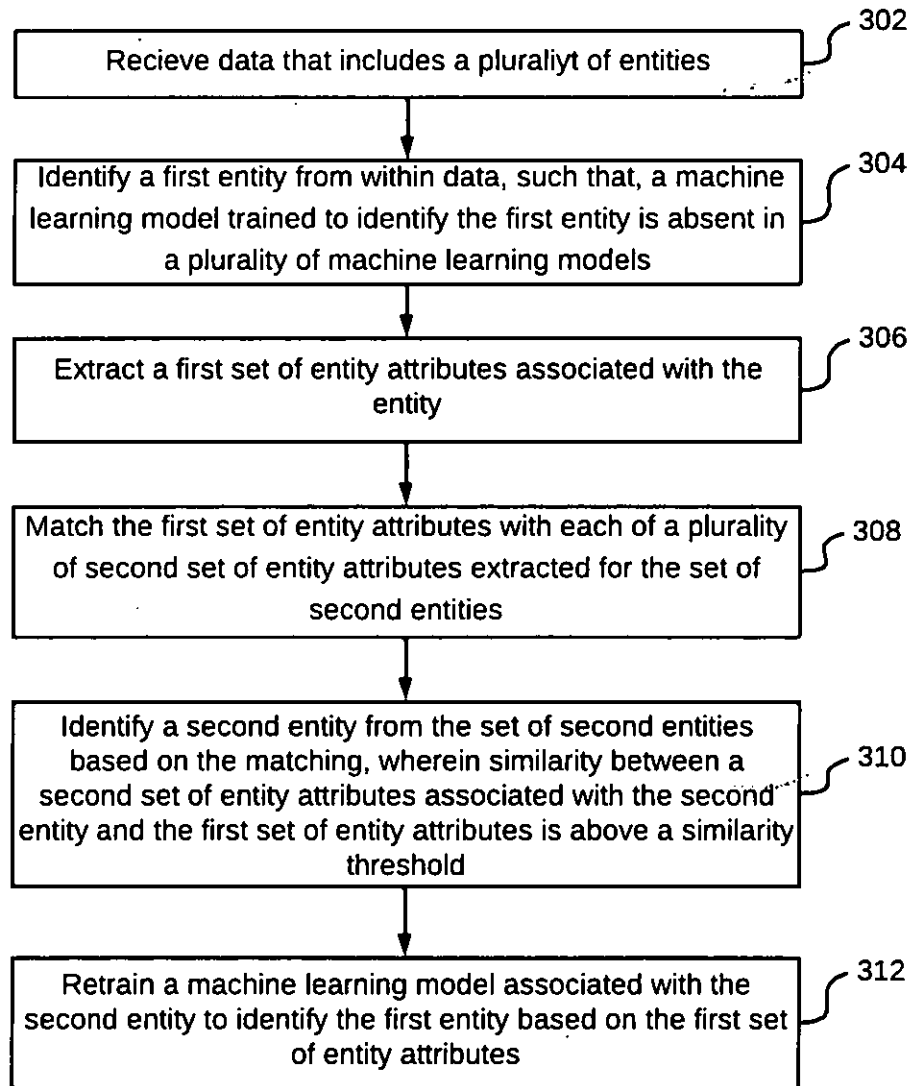 302
Recieve data that includes a pluraliyt of entities
304
Identify a first entity from within data, such that, a machine
learning model trained to identify the first entity is absent in
a plurality of machine learning models
306
Extract a first set of entity attributes associated with the
entity
308
Match the first set of entity attributes with each of a plurality
of second set of entity attributes extracted for the set of
second entities
310
Identify a second entity from the set of second entities
based on the matching, wherein similarity between a
second set of entity attributes associated with the second
entity and the first set of entity attributes is above a similarity
threshold
312
Retrain a machine learning model associated with the
second entity to identify the first entity based on the first set
of entity attributes